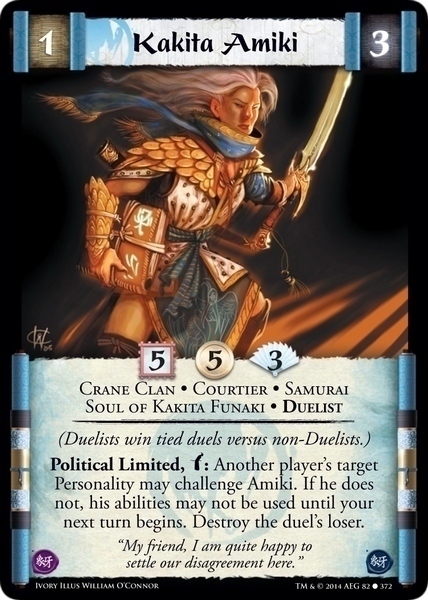 1 Kakita Amiki 3
5 5 3
Crane Clan • Courtier • Samurai
Soul of Kakita Funaki • Duelist
(Duelists win tied duels versus non-Duelists.)
Political Limited, : Another player's target
Personality may challenge Amiki. If he does
not, his abilities may not be used until your
next turn begins. Destroy the duel's loser.
"My friend, I am quite happy to
settle our disagreement here."
Ivory Illus William O'Connor TM & © 2014 AEG 82 • 372